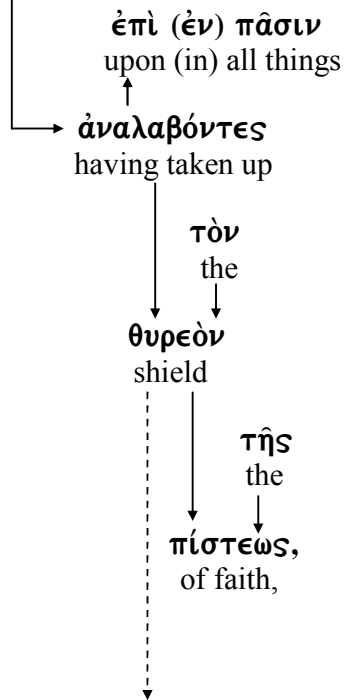 ἐπὶ (ἐν) πᾶσιν
upon (in) all things
ἀναλαβόντες
having taken up
τὸν
the
θυρεὸν
shield
τῆς
the
πίστεως,
of faith,